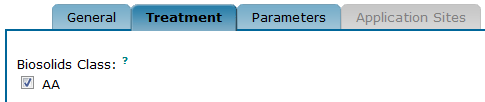 General Treatment Parameters Application Sites
Biosolids Class: ?
AA